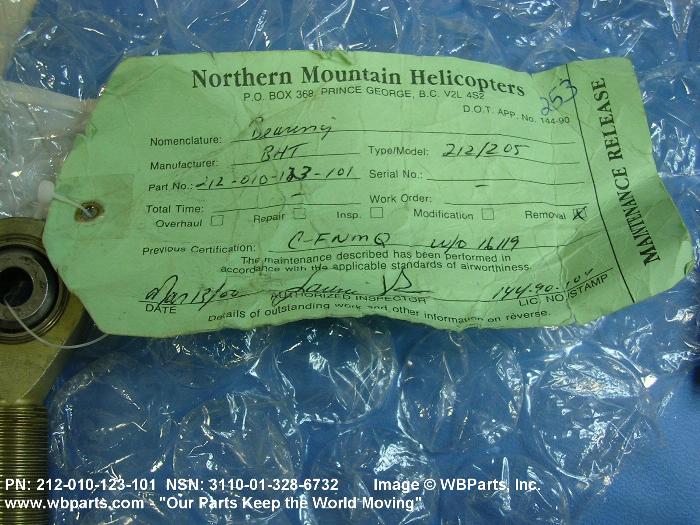 Northern Mountain Helicopters
P.O. BOX 368, PRINCE GEORGE, B.C. V2L 4S2
D.O.T. APP. No. 144-90
253
MAINTENANCE RELEASE
Nomenclature: Bearing
Manufacturer: BHT Type/Model: 212/205
Part No.: 212-010-123-101 Serial No.: -
Total Time: - Work Order:
Overhaul Repair Insp. Modification Removal X
Previous Certification: C-FNMQ W/O 16119
The maintenance described has been performed in
accordance with the applicable standards of airworthiness.
Mar 13/00 144-90-104
DATE AUTHORIZED INSPECTOR LIC. NO./STAMP
Details of outstanding work and other information on reverse.
PN: 212-010-123-101 NSN: 3110-01-328-6732 Image © WBParts, Inc.
www.wbparts.com - "Our Parts Keep the World Moving"